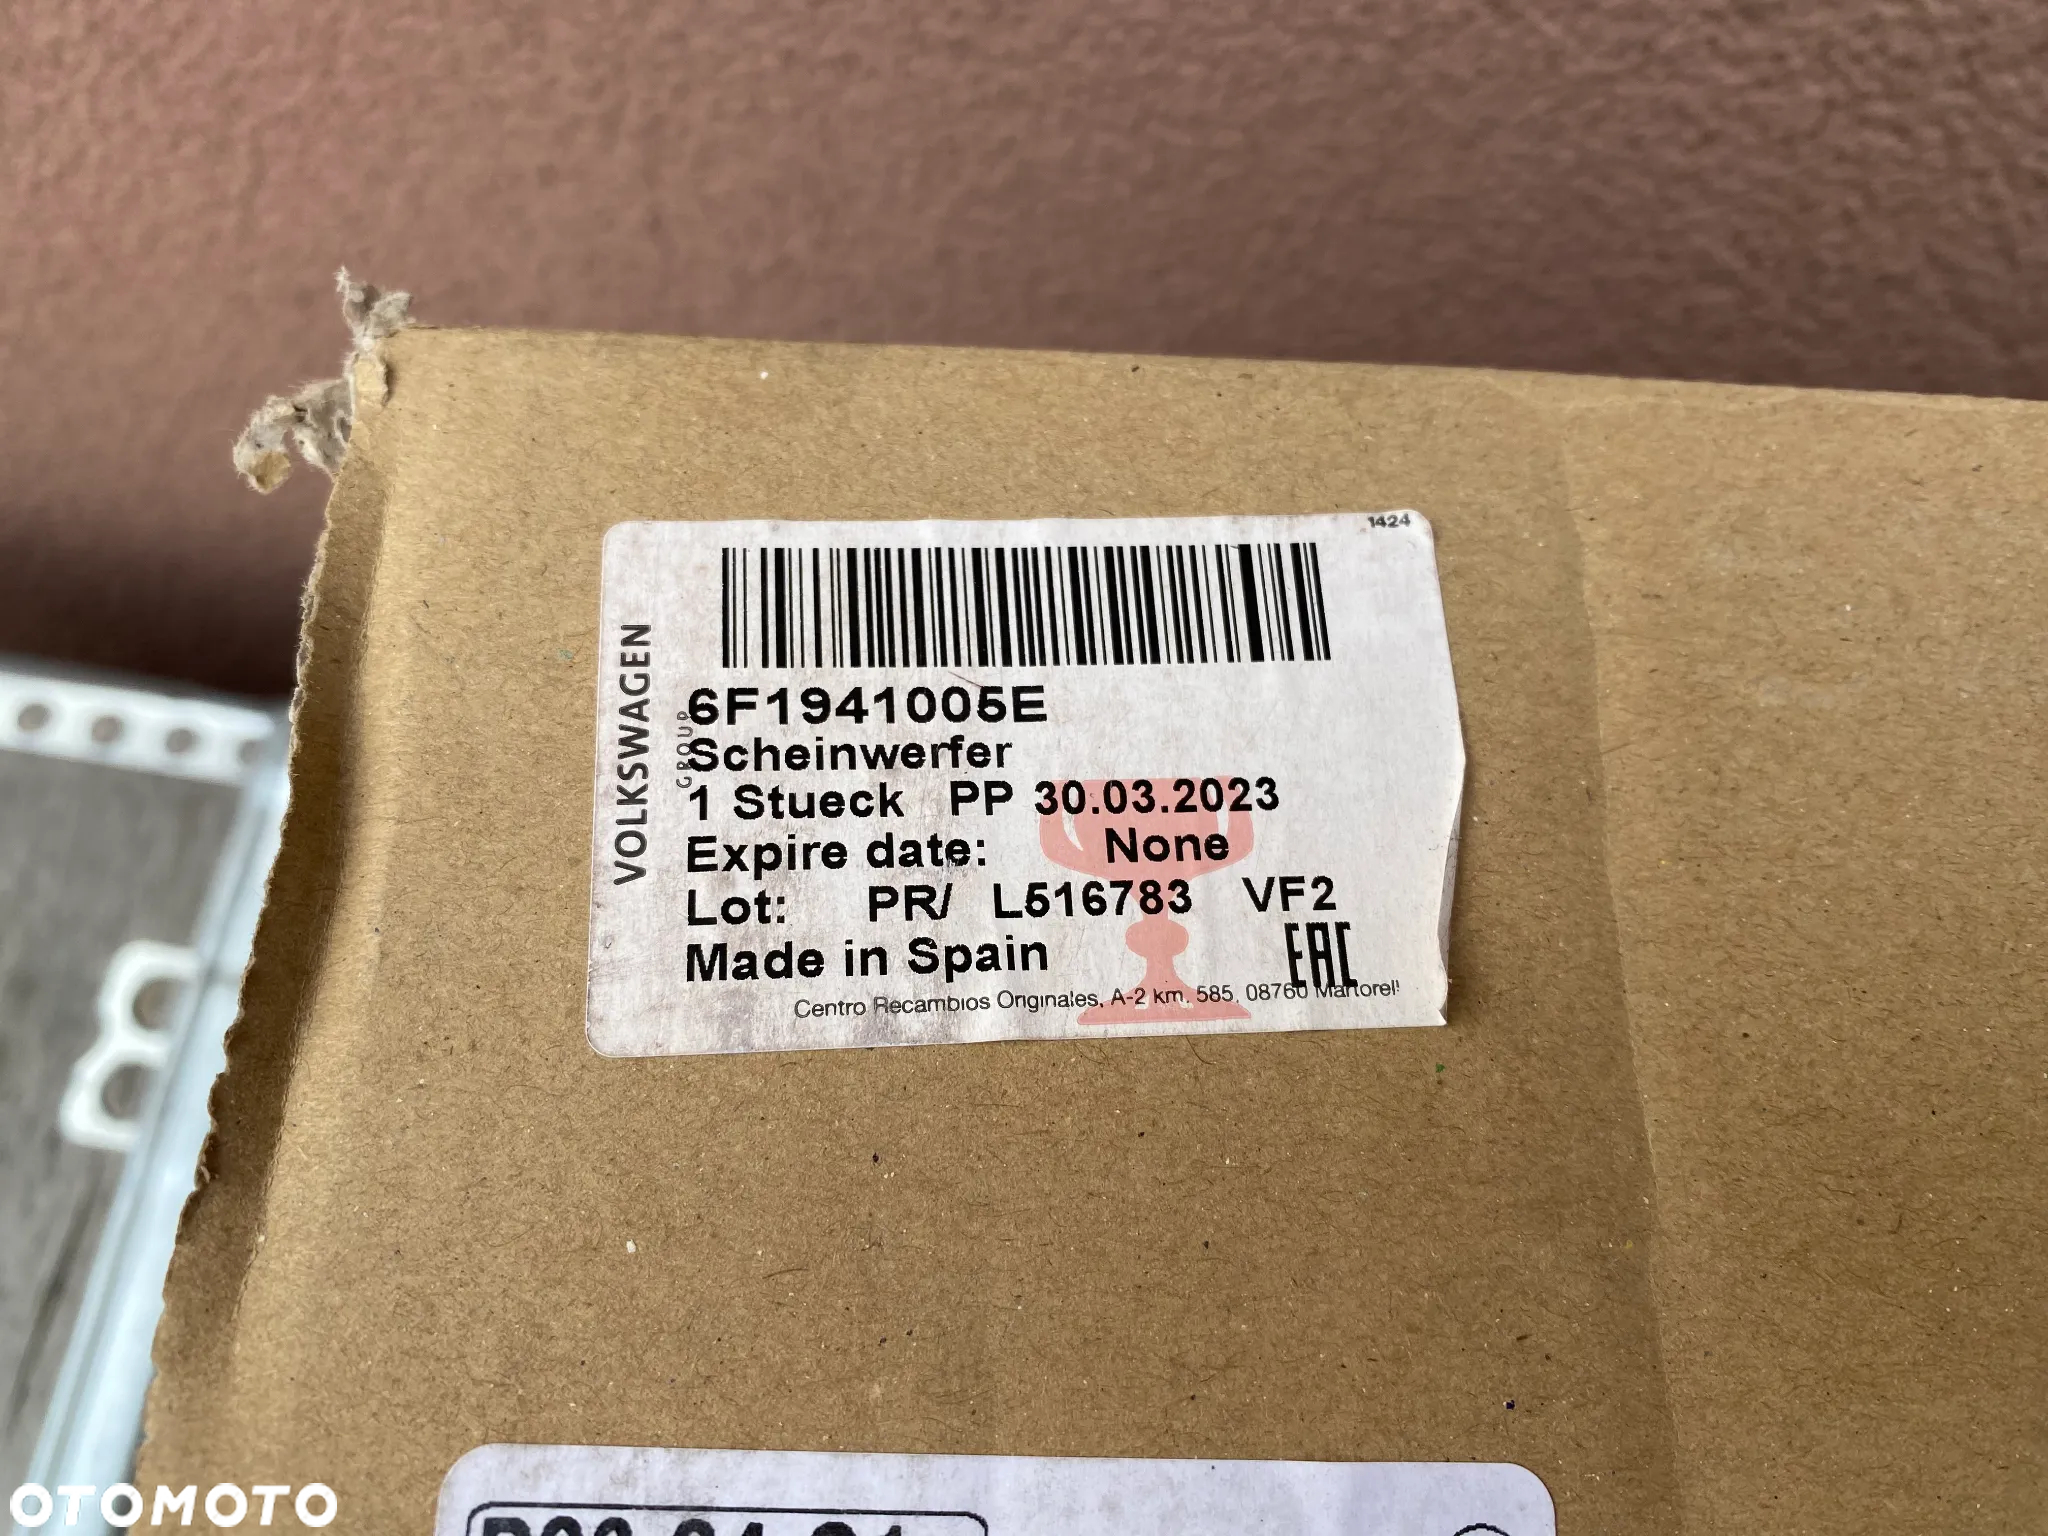 1424
VOLKSWAGEN
GROUP
6F1941005E
Scheinwerfer
1 Stueck PP 30.03.2023
Expire date: None
Lot: PR/ L516783 VF2
Made in Spain
EAC
Centro Recambios Originales, A-2 km. 585, 08760 Martorell
OTOMOTO